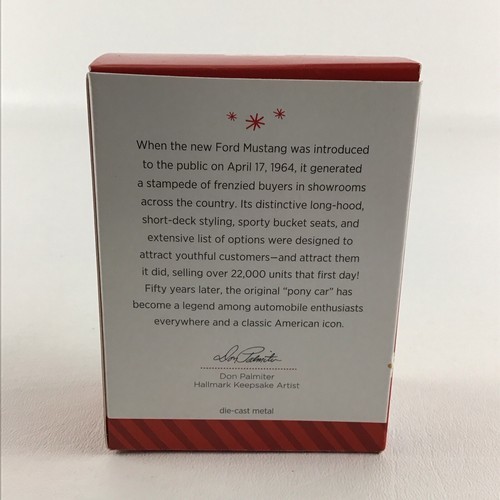 When the new Ford Mustang was introduced
to the public on April 17, 1964, it generated
a stampede of frenzied buyers in showrooms
across the country. Its distinctive long-hood,
short-deck styling, sporty bucket seats, and
extensive list of options were designed to
attract youthful customers—and attract them
it did, selling over 22,000 units that first day!
Fifty years later, the original "pony car" has
become a legend among automobile enthusiasts
everywhere and a classic American icon.
Don Palmiter
Don Palmiter
Hallmark Keepsake Artist
die-cast metal